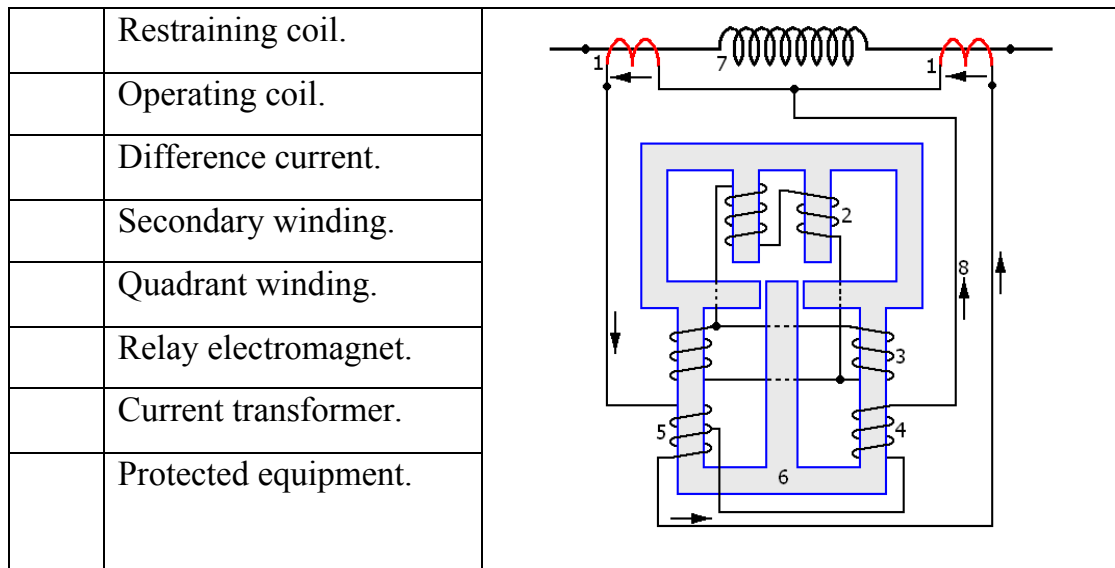 Restraining coil.
Operating coil.
Difference current.
Secondary winding.
Quadrant winding.
Relay electromagnet.
Current transformer.
Protected equipment.
1
7
1
2
8
3
5
4
6